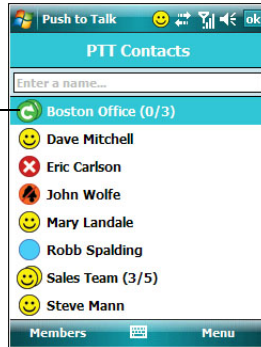 Push to Talk ok
PTT Contacts
Enter a name...
Boston Office (0/3)
Dave Mitchell
Eric Carlson
John Wolfe
Mary Landale
Robb Spalding
Sales Team (3/5)
Steve Mann
Members Menu